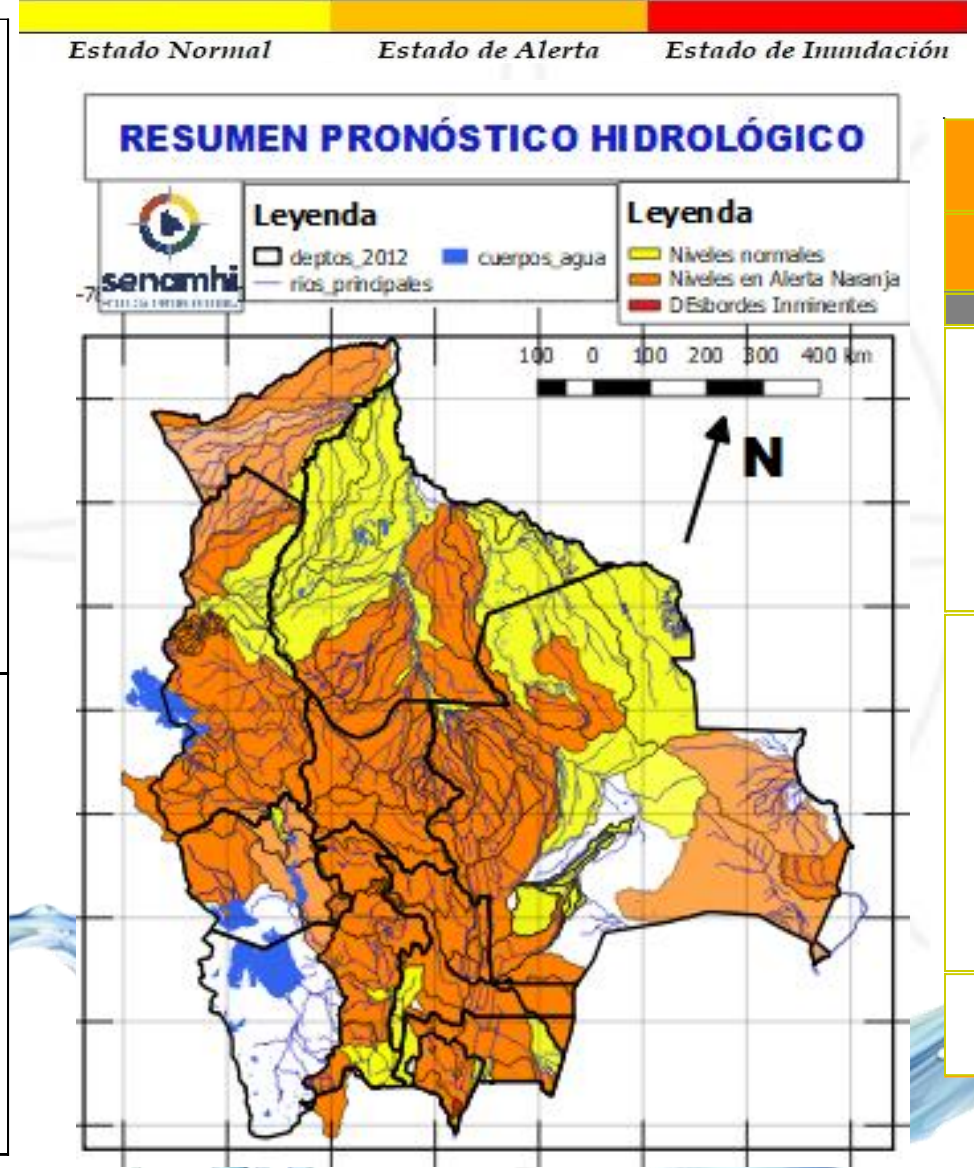 Estado Normal Estado de Alerta Estado de Inundación
RESUMEN PRONÓSTICO HIDROLÓGICO
senamhi
Leyenda
deptos_2012 cuerpos_agua
rios_principales
Leyenda
Niveles normales
Niveles en Alerta Naranja
DEsbordes Inminentes
100 0 100 200 300 400 km
N